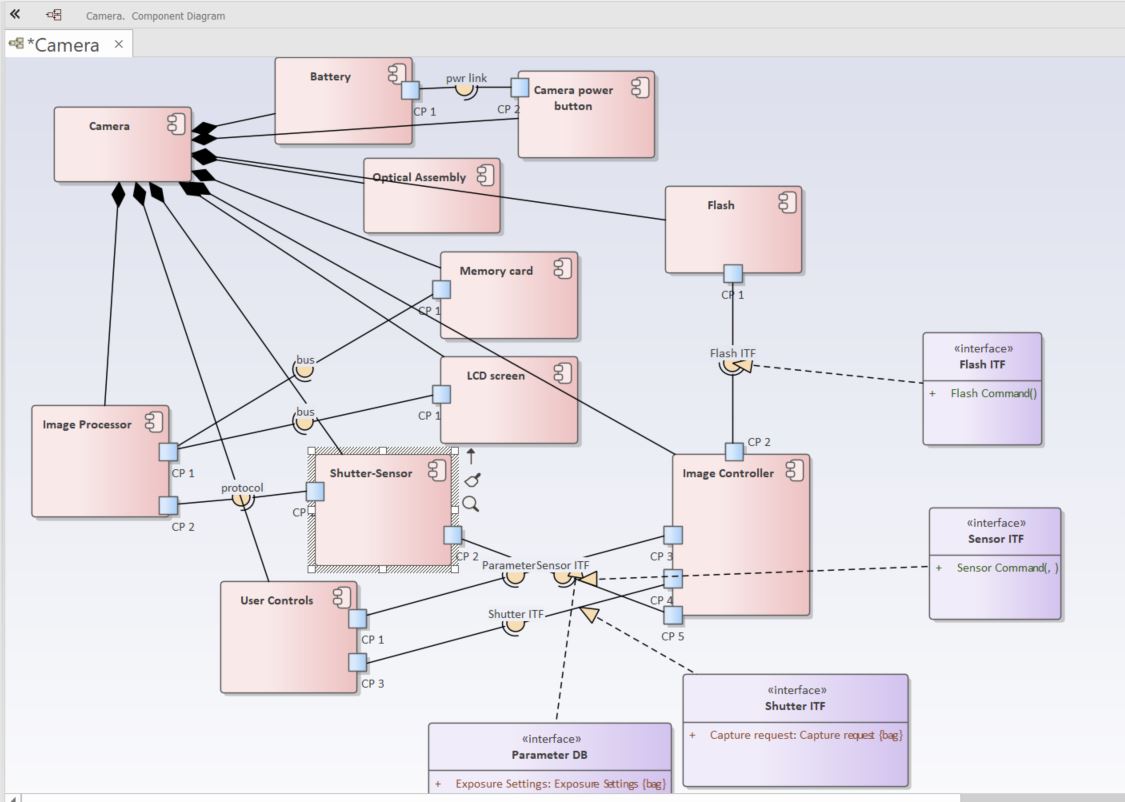 Camera. Component Diagram
*Camera
Battery
pwr link
Camera power
button
CP 1
CP 2
Camera
Optical Assembly
Flash
CP 1
Memory card
CP 1
bus
LCD screen
CP 1
bus
Flash ITF
«interface»
Flash ITF
+ Flash Command()
Image Processor
CP 1
CP 2
protocol
Shutter-Sensor
CP
CP 2
CP 2
Image Controller
CP 3
CP 4
CP 5
«interface»
Sensor ITF
+ Sensor Command(, )
ParameterSensor ITF
Shutter ITF
User Controls
CP 1
CP 3
«interface»
Shutter ITF
+ Capture request: Capture request {bag}
«interface»
Parameter DB
+ Exposure Settings: Exposure Settings {bag}